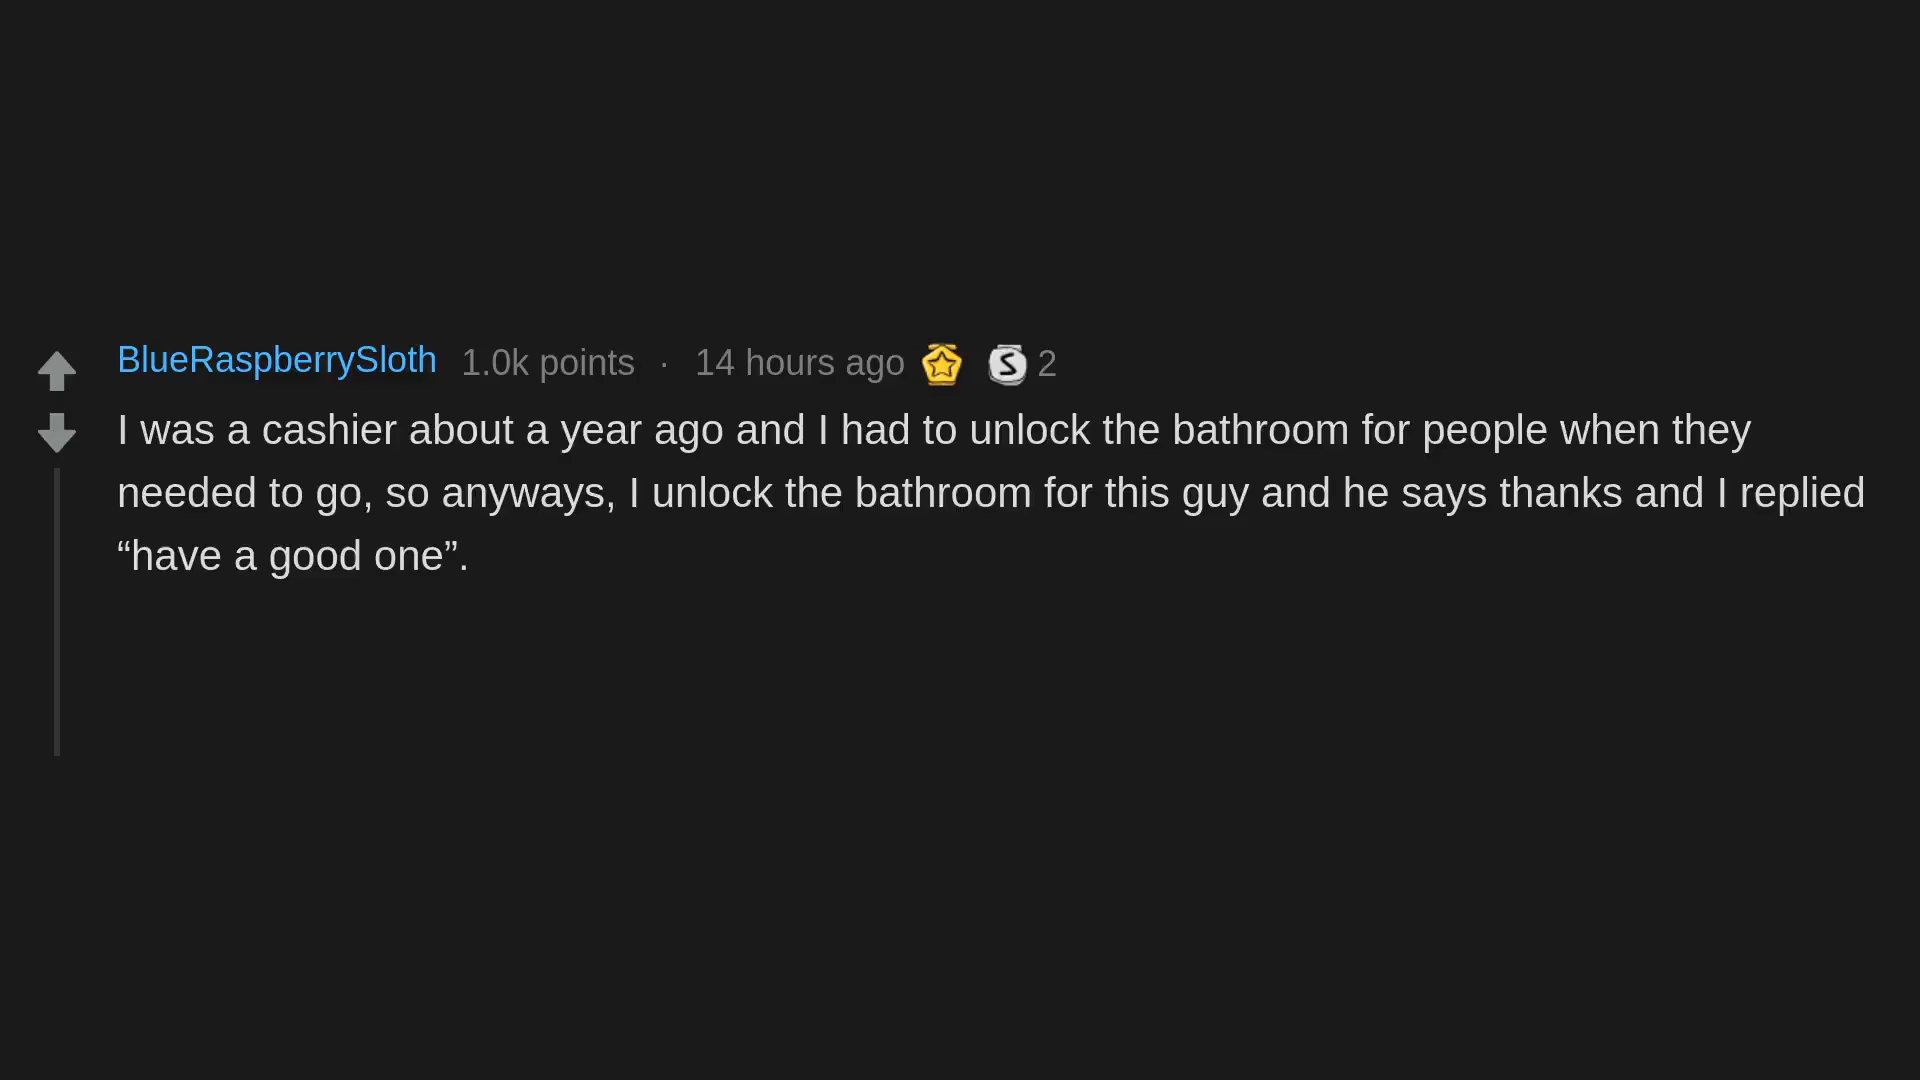 BlueRaspberrySloth 1.0k points · 14 hours ago S 2
I was a cashier about a year ago and I had to unlock the bathroom for people when they
needed to go, so anyways, I unlock the bathroom for this guy and he says thanks and I replied
“have a good one”.